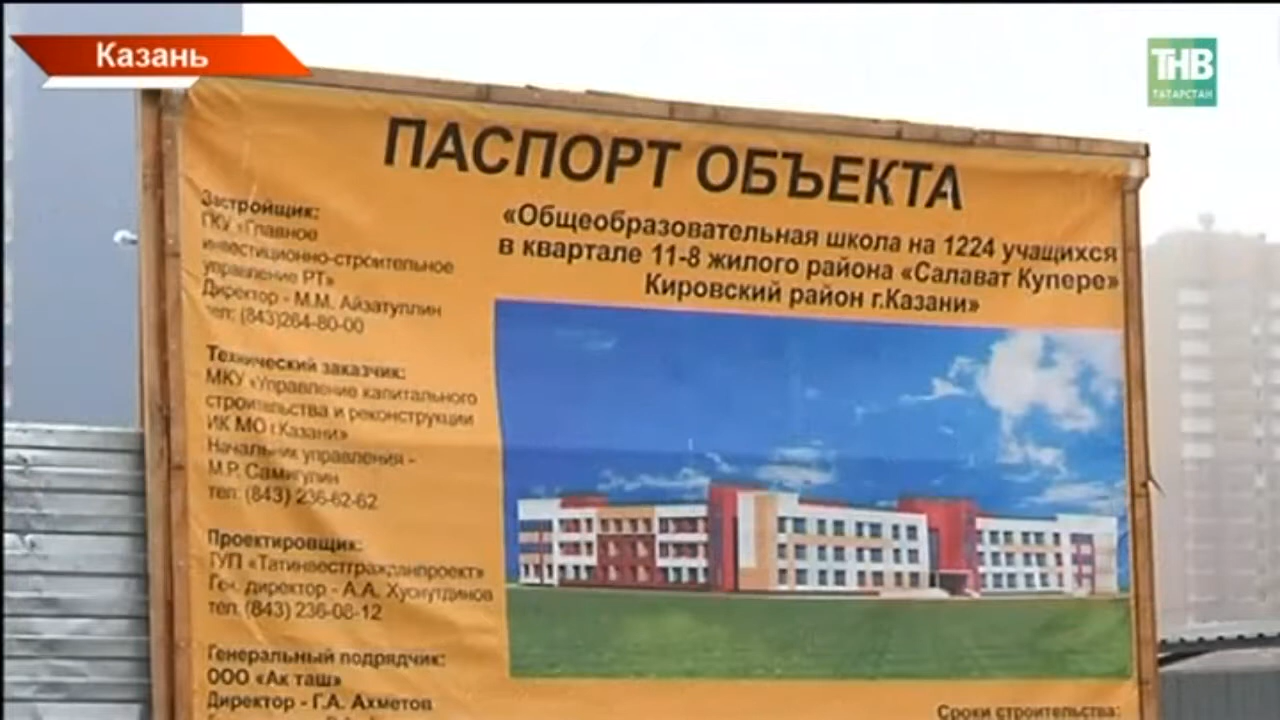 Казань
ТНВ
ТАТАРСТАН
ПАСПОРТ ОБЪЕКТА
«Общеобразовательная школа на 1224 учащихся
в квартале 11-8 жилого района «Салават Купере»
Кировский район г.Казани»
Застройщик:
ГКУ «Главное
инвестиционно-строительное
управление РТ»
Директор - М.М. Айзатуллин
тел: (843)264-80-00
Технический заказчик:
МКУ «Управление капитального
строительства и реконструкции
ИК МО г.Казани»
Начальник управления -
М.Р. Самигулин
тел: (843) 236-62-62
Проектировщик:
ГУП «Татинвестгражданпроект»
Ген. директор - А.А. Хуснутдинов
тел. (843) 236-08-12
Генеральный подрядчик:
ООО «Ак таш»
Директор - Г.А. Ахметов
Сроки строительства: